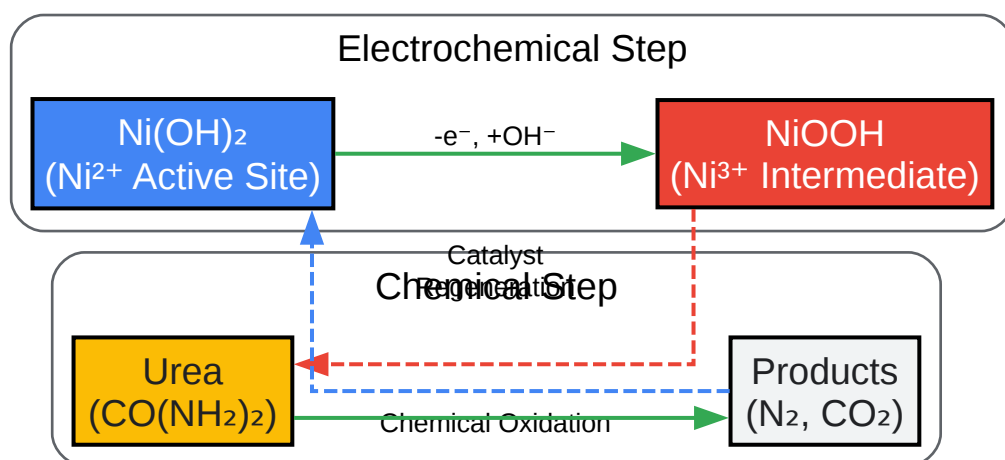 Electrochemical Step
Ni(OH)₂
(Ni²⁺ Active Site)
-e⁻, +OH⁻
NiOOH
(Ni³⁺ Intermediate)
Catalyst
Regeneration
Chemical Step
Urea
(CO(NH₂)₂)
Chemical Oxidation
Products
(N₂, CO₂)